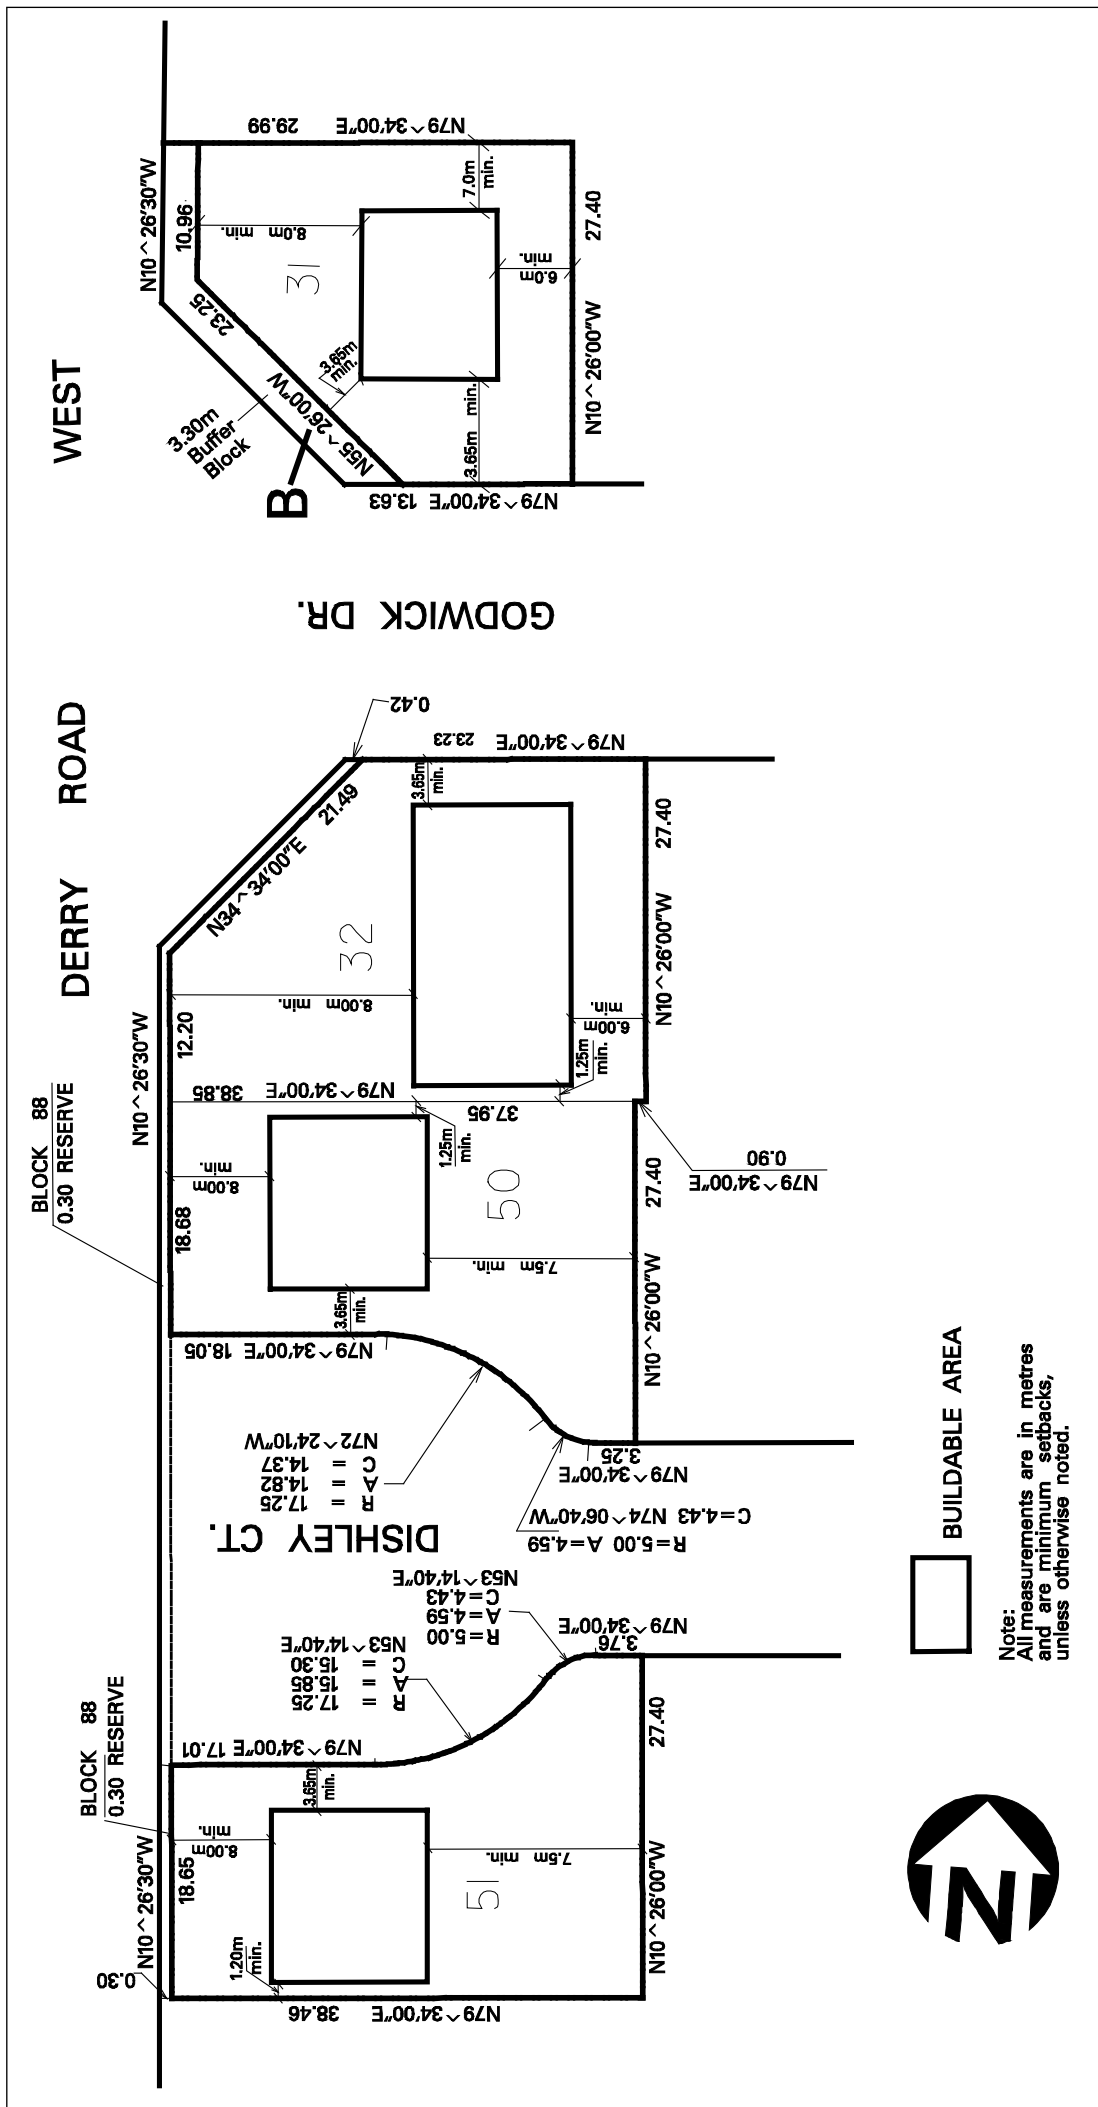 WEST
DERRY ROAD
GODWICK DR.
DISHLEY CT.
N10^26'30"W
10.96
29.99 N79^34'00"E
23.25
N55^26'00"W
3.30m
Buffer
Block
B
31
8.0m min.
7.0m
min.
6.0m
min.
3.65m
min.
3.65m min.
N79^34'00"E 13.63
N10^26'00"W 27.40
BLOCK 88
0.30 RESERVE
N10^26'30"W
12.20
N34^34'00"E 21.49
0.42
23.23 N79^34'00"E
3.65m
min.
32
8.00m min.
6.00m
min.
1.25m
min.
N10^26'00"W 27.40
38.85 N79^34'00"E
37.95
N79^34'00"E
0.90
18.68
8.00m
min.
1.25m
min.
50
7.5m min.
3.65m
min.
N79^34'00"E 18.05
N10^26'00"W 27.40
R = 17.25
A = 14.82
C = 14.37
N72^24'10"W
R=5.00 A=4.59
C=4.43 N74^06'40"W
N79^34'00"E
3.25
R=5.00
A=4.59
C=4.43
N53^14'40"E
R = 17.25
A = 15.85
C = 15.30
N53^14'40"E
N79^34'00"E
3.76
BLOCK 88
0.30 RESERVE
N79^34'00"E 17.01
N10^26'30"W
18.65
0.30
8.00m
min.
3.65m
min.
1.20m
min.
51
7.5m min.
N79^34'00"E 38.46
N10^26'00"W 27.40
BUILDABLE AREA
Note:
All measurements are in metres
and are minimum setbacks,
unless otherwise noted.
N